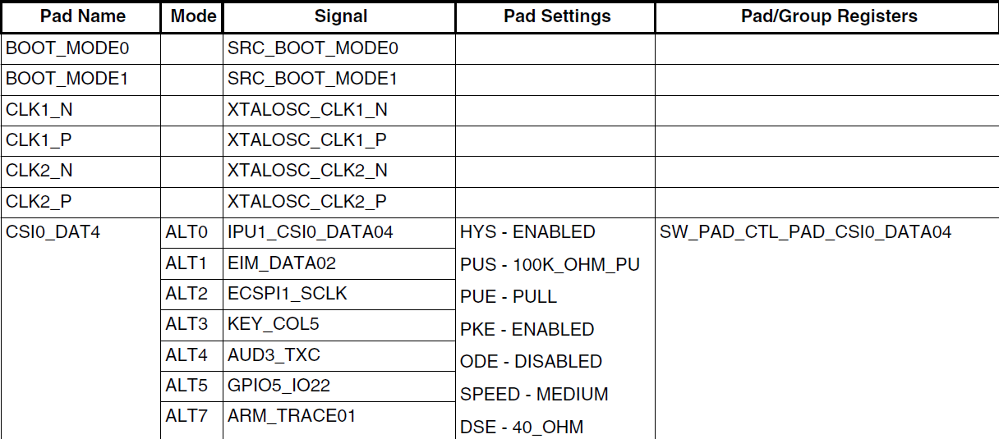 Pad Name Mode Signal Pad Settings Pad/Group Registers
BOOT_MODE0 SRC_BOOT_MODE0
BOOT_MODE1 SRC_BOOT_MODE1
CLK1_N XTALOSC_CLK1_N
CLK1_P XTALOSC_CLK1_P
CLK2_N XTALOSC_CLK2_N
CLK2_P XTALOSC_CLK2_P
CSI0_DAT4 ALT0 IPU1_CSI0_DATA04 HYS - ENABLED SW_PAD_CTL_PAD_CSI0_DATA04
ALT1 EIM_DATA02 PUS - 100K_OHM_PU
ALT2 ECSPI1_SCLK PUE - PULL
ALT3 KEY_COL5 PKE - ENABLED
ALT4 AUD3_TXC ODE - DISABLED
ALT5 GPIO5_IO22 SPEED - MEDIUM
ALT7 ARM_TRACE01 DSE - 40_OHM